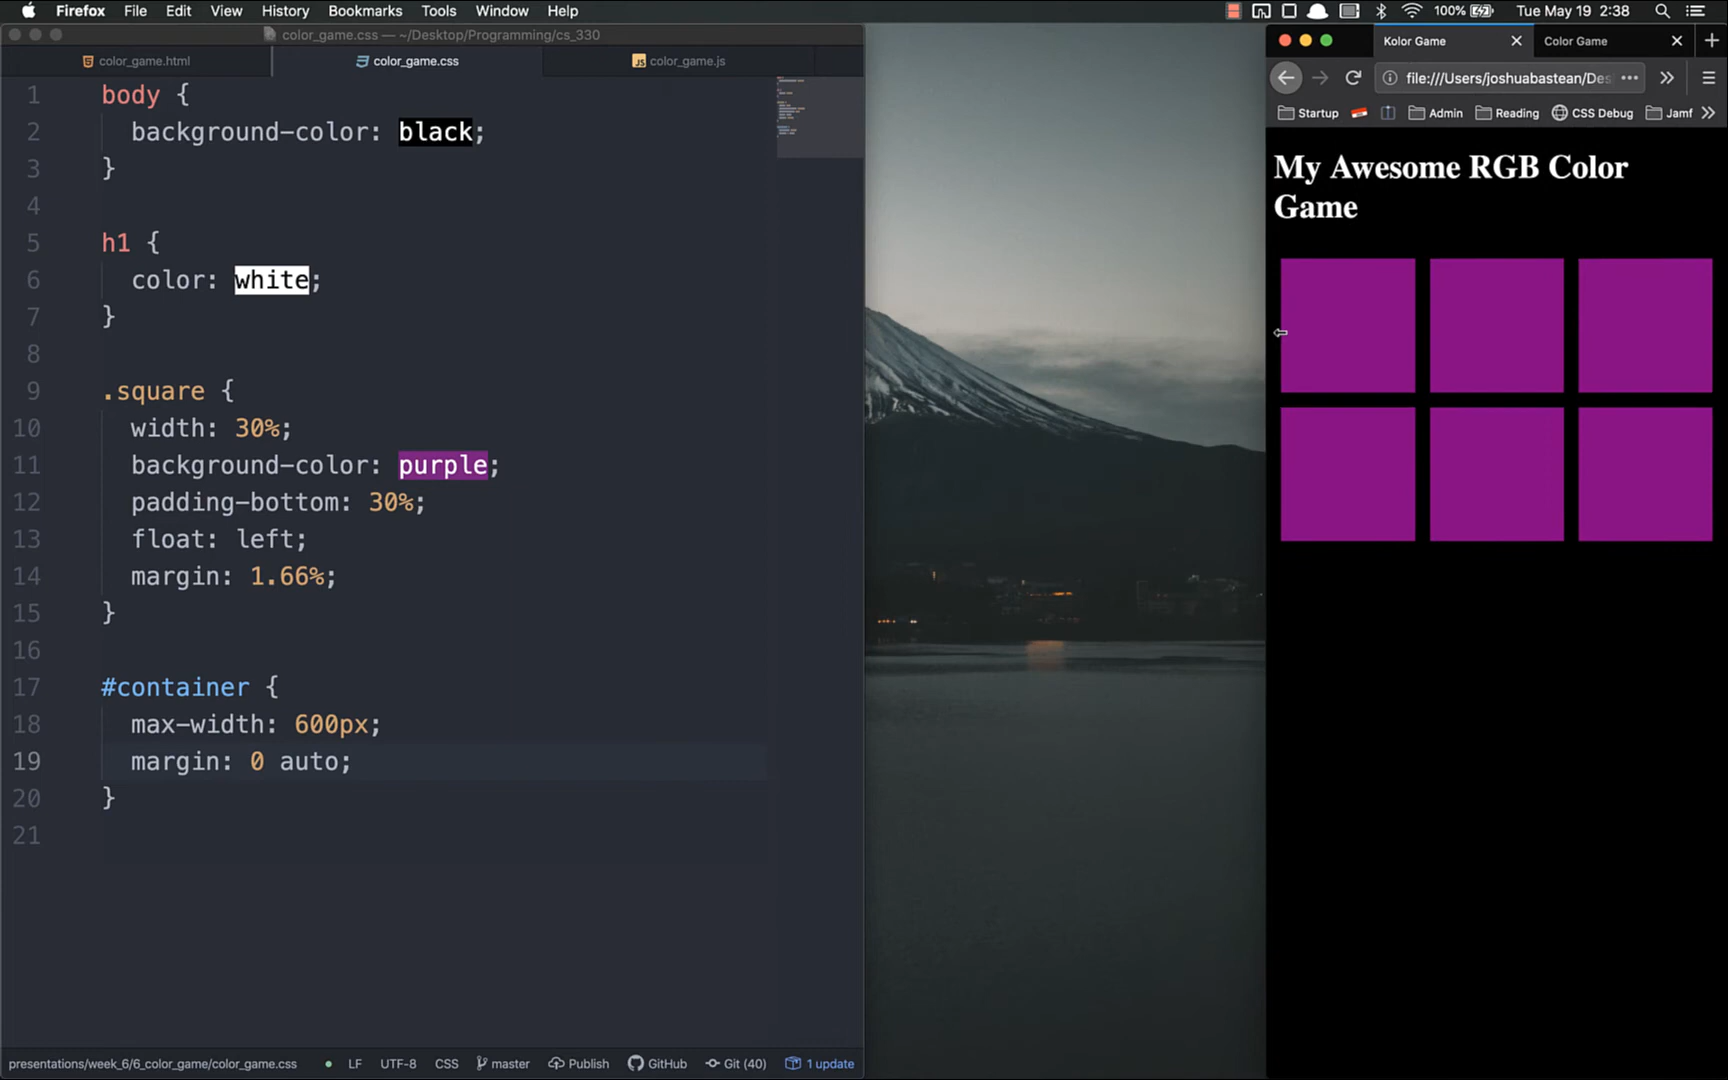 Firefox File Edit View History Bookmarks Tools Window Help 100% Tue May 19 2:38
color_game.css — ~/Desktop/Programming/cs_330
color_game.html color_game.css JS color_game.js
1 body {
2 background-color: black;
3 }
4
5 h1 {
6 color: white;
7 }
8
9 .square {
10 width: 30%;
11 background-color: purple;
12 padding-bottom: 30%;
13 float: left;
14 margin: 1.66%;
15 }
16
17 #container {
18 max-width: 600px;
19 margin: 0 auto;
20 }
21
presentations/week_6/6_color_game/color_game.css LF UTF-8 CSS master Publish GitHub Git (40) 1 update
Kolor Game Color Game
file:///Users/joshuabastean/Des
Startup Admin Reading CSS Debug Jamf
My Awesome RGB Color
Game